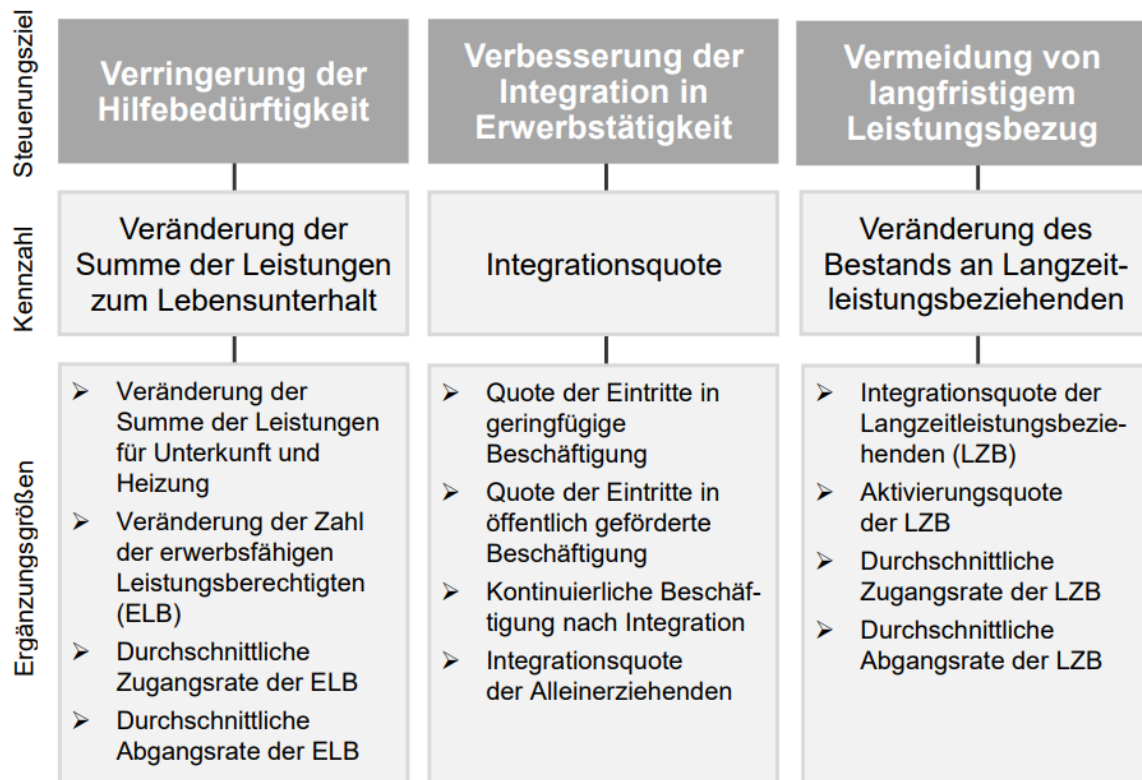 Steuerungsziel
Verringerung der
Hilfebedürftigkeit
Verbesserung der
Integration in
Erwerbstätigkeit
Vermeidung von
langfristigem
Leistungsbezug
Kennzahl
Veränderung der
Summe der Leistungen
zum Lebensunterhalt
Integrationsquote
Veränderung des
Bestands an Langzeit-
leistungsbeziehenden
Ergänzungsgrößen
➢ Veränderung der
Summe der Leistungen
für Unterkunft und
Heizung
➢ Veränderung der Zahl
der erwerbsfähigen
Leistungsberechtigten
(ELB)
➢ Durchschnittliche
Zugangsrate der ELB
➢ Durchschnittliche
Abgangsrate der ELB
➢ Quote der Eintritte in
geringfügige
Beschäftigung
➢ Quote der Eintritte in
öffentlich geförderte
Beschäftigung
➢ Kontinuierliche Beschäf-
tigung nach Integration
➢ Integrationsquote
der Alleinerziehenden
➢ Integrationsquote der
Langzeitleistungsbezie-
henden (LZB)
➢ Aktivierungsquote
der LZB
➢ Durchschnittliche
Zugangsrate der LZB
➢ Durchschnittliche
Abgangsrate der LZB